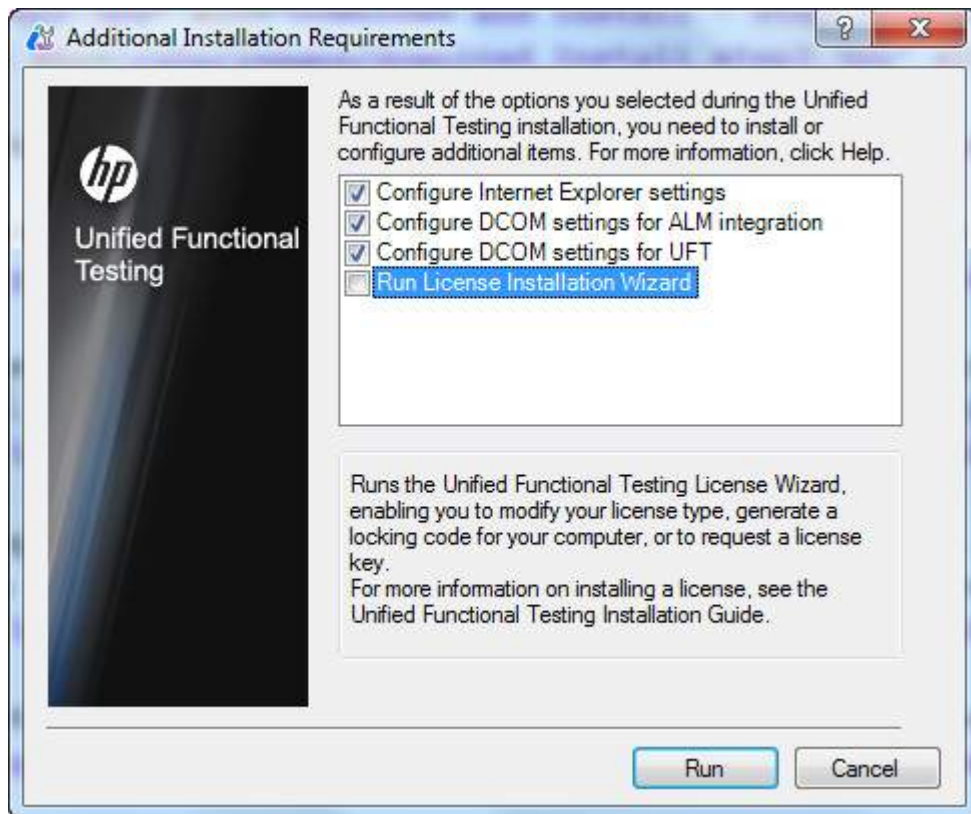 Additional Installation Requirements
As a result of the options you selected during the Unified
Functional Testing installation, you need to install or
configure additional items. For more information, click Help.
hp
Unified Functional
Testing
Configure Internet Explorer settings
Configure DCOM settings for ALM integration
Configure DCOM settings for UFT
Run License Installation Wizard
Runs the Unified Functional Testing License Wizard,
enabling you to modify your license type, generate a
locking code for your computer, or to request a license
key.
For more information on installing a license, see the
Unified Functional Testing Installation Guide.
Run
Cancel